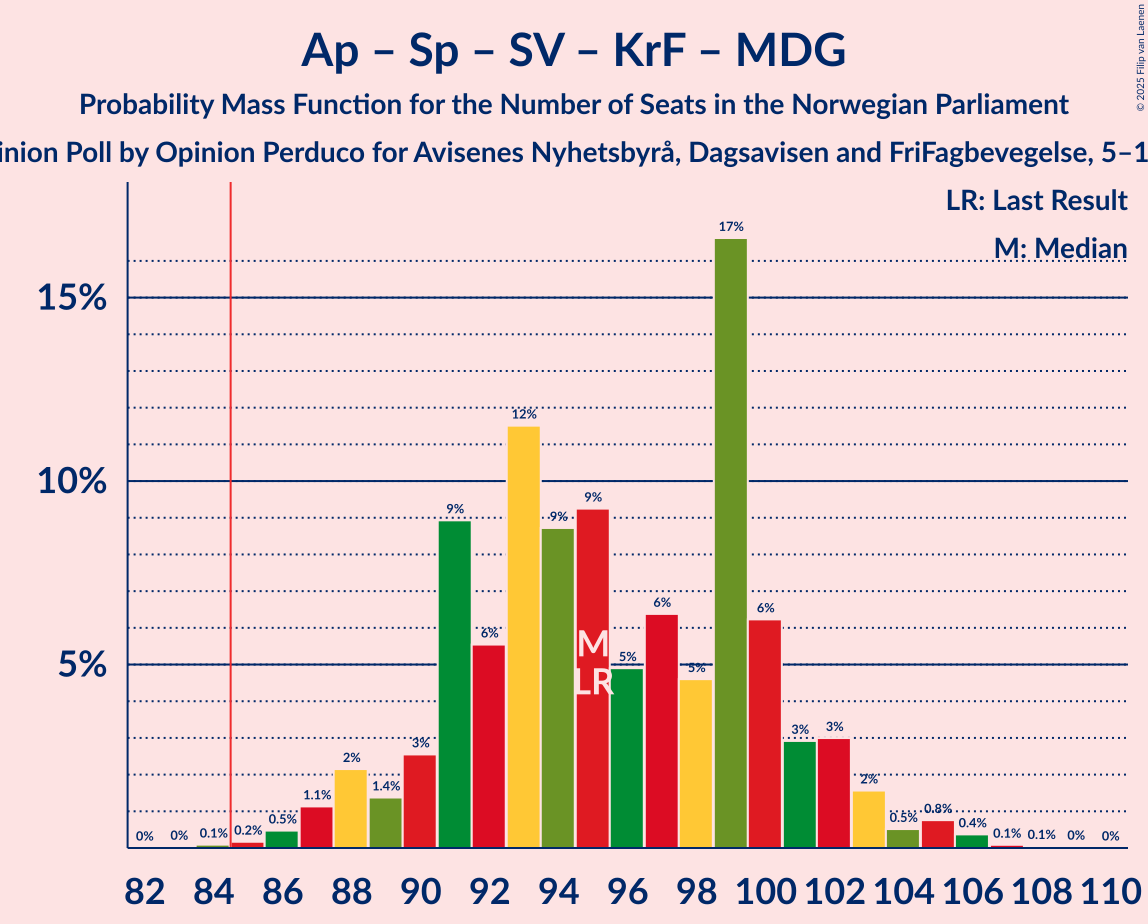 Ap – Sp – SV – KrF – MDG
Probability Mass Function for the Number of Seats in the Norwegian Parliament
inion Poll by Opinion Perduco for Avisenes Nyhetsbyrå, Dagsavisen and FriFagbevegelse, 5–1
© 2025 Filip van Laenen
LR: Last Result
M: Median
15%
10%
5%
0% 0% 0.1% 0.2% 0.5% 1.1% 2% 1.4% 3% 9% 6% 12% 9% 9% 5% 6% 5% 17% 6% 3% 3% 2% 0.5% 0.8% 0.4% 0.1% 0.1% 0% 0%
M
LR
82 84 86 88 90 92 94 96 98 100 102 104 106 108 110